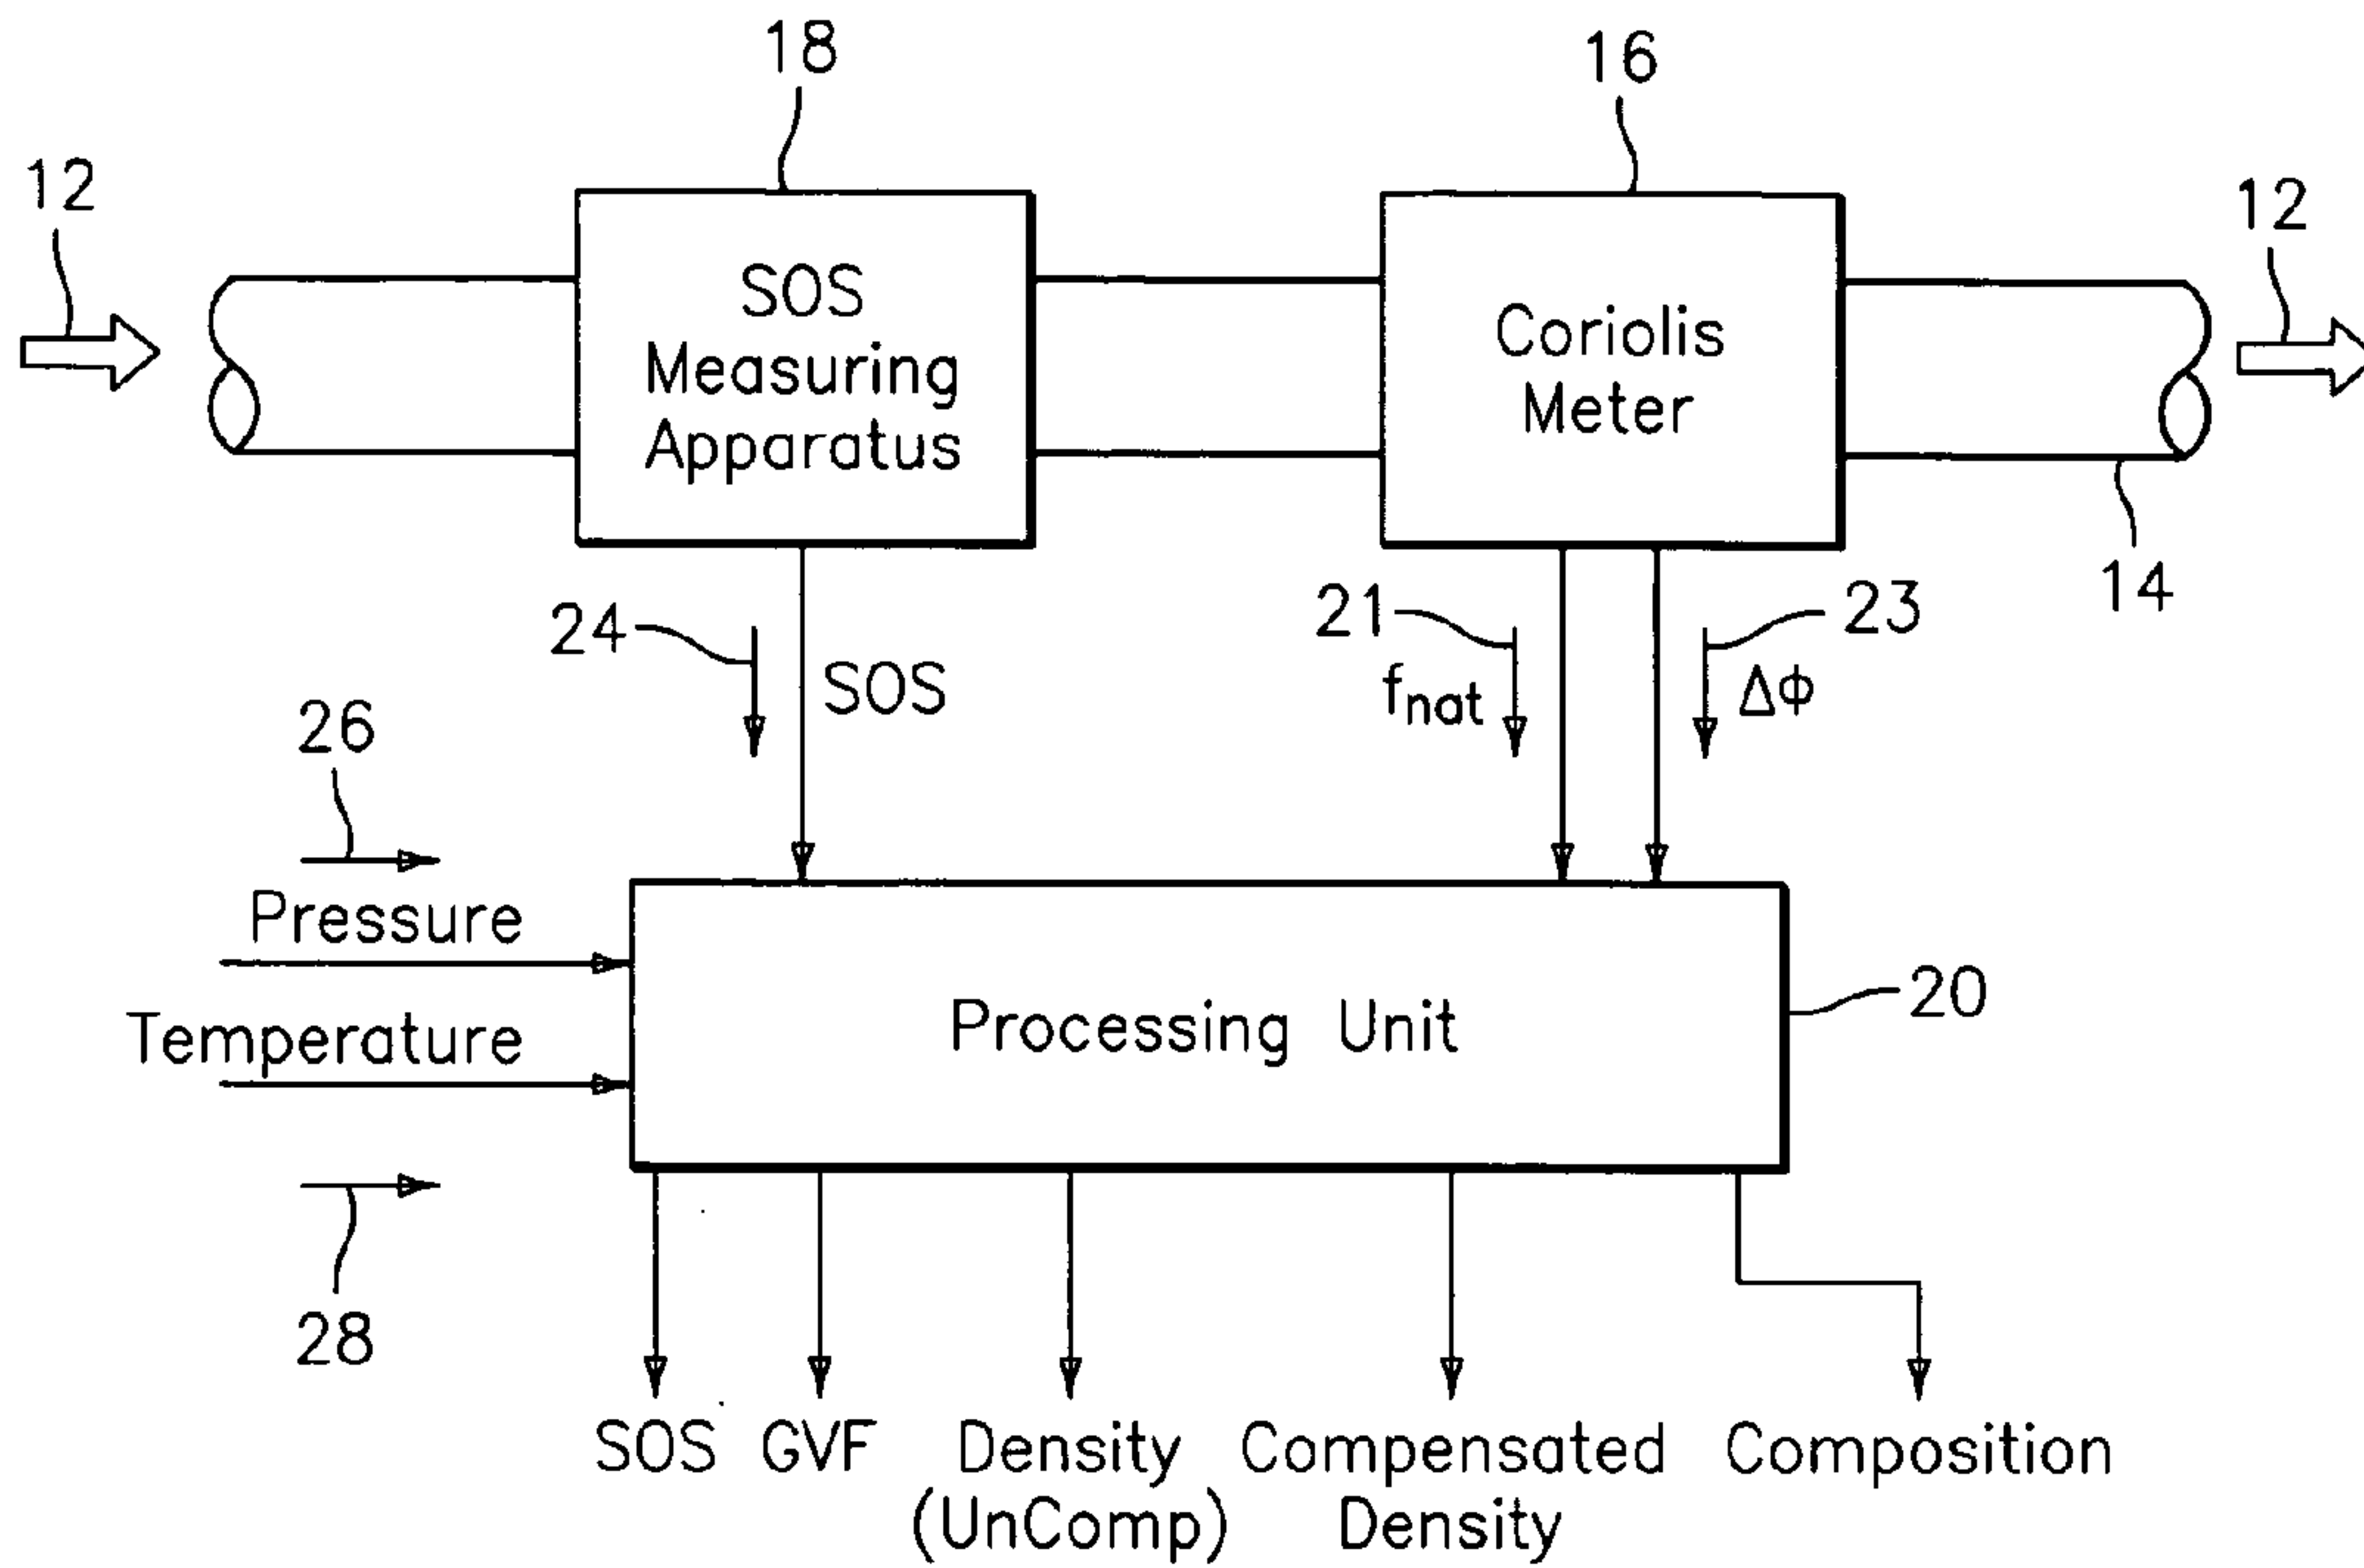 18
16
12
12
SOS
Measuring
Apparatus
Coriolis
Meter
14
24
SOS
21
fnat
23
ΔΦ
26
Pressure
Temperature
Processing Unit
20
28
SOS
GVF
Density
(UnComp)
Compensated
Density
Composition